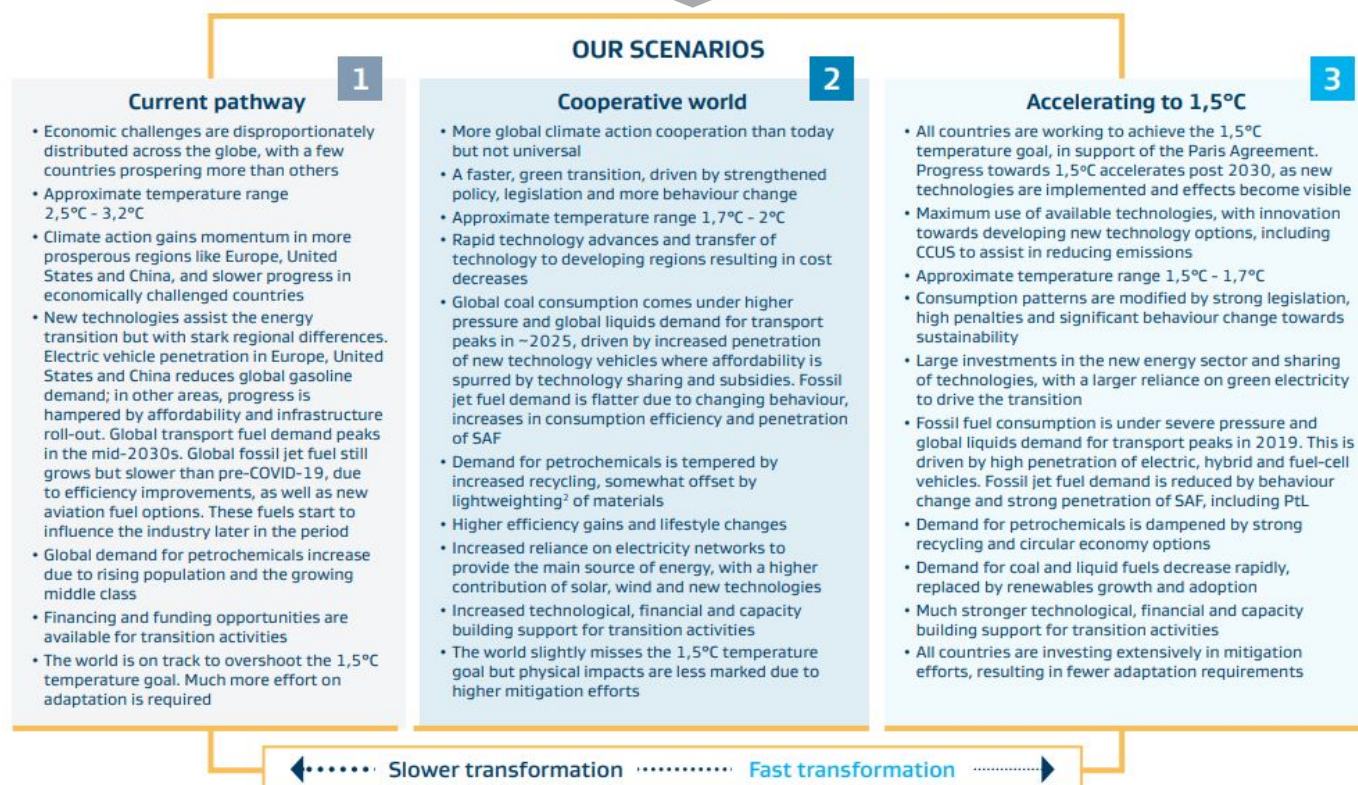 OUR SCENARIOS
1
Current pathway
• Economic challenges are disproportionately
distributed across the globe, with a few
countries prospering more than others
• Approximate temperature range
2,5°C - 3,2°C
• Climate action gains momentum in more
prosperous regions like Europe, United
States and China, and slower progress in
economically challenged countries
• New technologies assist the energy
transition but with stark regional differences.
Electric vehicle penetration in Europe, United
States and China reduces global gasoline
demand; in other areas, progress is
hampered by affordability and infrastructure
roll-out. Global transport fuel demand peaks
in the mid-2030s. Global fossil jet fuel still
grows but slower than pre-COVID-19, due
to efficiency improvements, as well as new
aviation fuel options. These fuels start to
influence the industry later in the period
• Global demand for petrochemicals increase
due to rising population and the growing
middle class
• Financing and funding opportunities are
available for transition activities
• The world is on track to overshoot the 1,5°C
temperature goal. Much more effort on
adaptation is required
2
Cooperative world
• More global climate action cooperation than today
but not universal
• A faster, green transition, driven by strengthened
policy, legislation and more behaviour change
• Approximate temperature range 1,7°C - 2°C
• Rapid technology advances and transfer of
technology to developing regions resulting in cost
decreases
• Global coal consumption comes under higher
pressure and global liquids demand for transport
peaks in ~2025, driven by increased penetration
of new technology vehicles where affordability is
spurred by technology sharing and subsidies. Fossil
jet fuel demand is flatter due to changing behaviour,
increases in consumption efficiency and penetration
of SAF
• Demand for petrochemicals is tempered by
increased recycling, somewhat offset by
lightweighting² of materials
• Higher efficiency gains and lifestyle changes
• Increased reliance on electricity networks to
provide the main source of energy, with a higher
contribution of solar, wind and new technologies
• Increased technological, financial and capacity
building support for transition activities
• The world slightly misses the 1,5°C temperature
goal but physical impacts are less marked due to
higher mitigation efforts
3
Accelerating to 1,5°C
• All countries are working to achieve the 1,5°C
temperature goal, in support of the Paris Agreement.
Progress towards 1,5°C accelerates post 2030, as new
technologies are implemented and effects become visible
• Maximum use of available technologies, with innovation
towards developing new technology options, including
CCUS to assist in reducing emissions
• Approximate temperature range 1,5°C - 1,7°C
• Consumption patterns are modified by strong legislation,
high penalties and significant behaviour change towards
sustainability
• Large investments in the new energy sector and sharing
of technologies, with a larger reliance on green electricity
to drive the transition
• Fossil fuel consumption is under severe pressure and
global liquids demand for transport peaks in 2019. This is
driven by high penetration of electric, hybrid and fuel-cell
vehicles. Fossil jet fuel demand is reduced by behaviour
change and strong penetration of SAF, including PtL
• Demand for petrochemicals is dampened by strong
recycling and circular economy options
• Demand for coal and liquid fuels decrease rapidly,
replaced by renewables growth and adoption
• Much stronger technological, financial and capacity
building support for transition activities
• All countries are investing extensively in mitigation
efforts, resulting in fewer adaptation requirements
Slower transformation Fast transformation